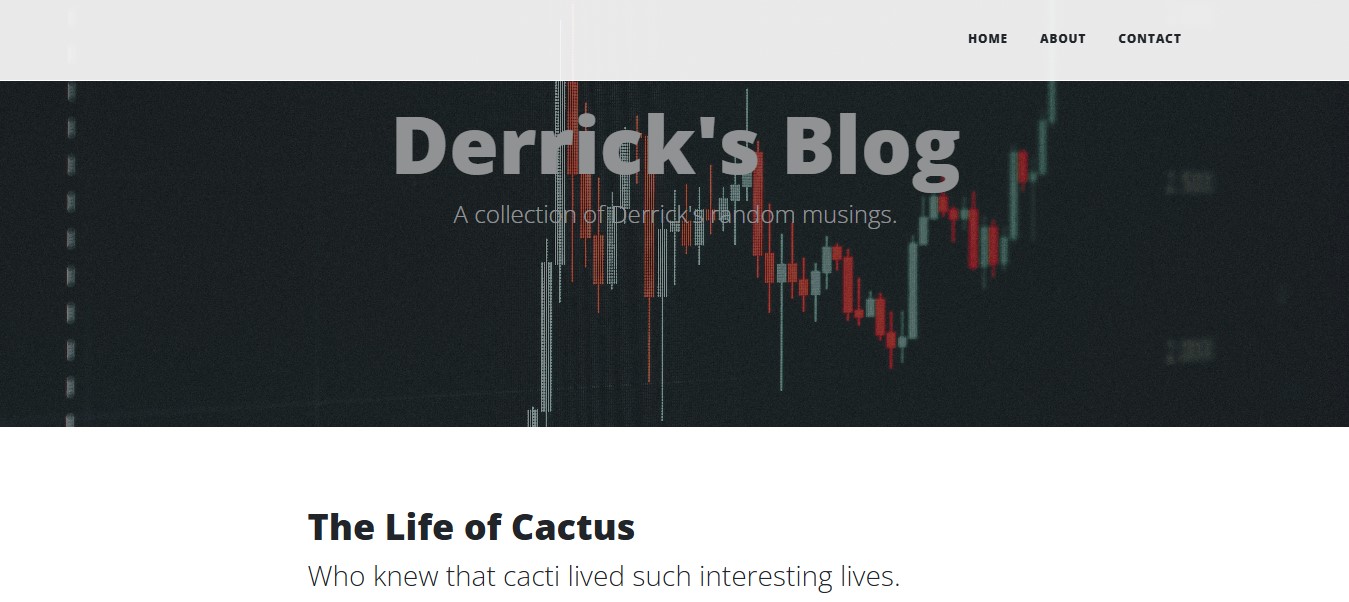 HOME ABOUT CONTACT
Derrick's Blog
A collection of Derrick's random musings.
The Life of Cactus
Who knew that cacti lived such interesting lives.